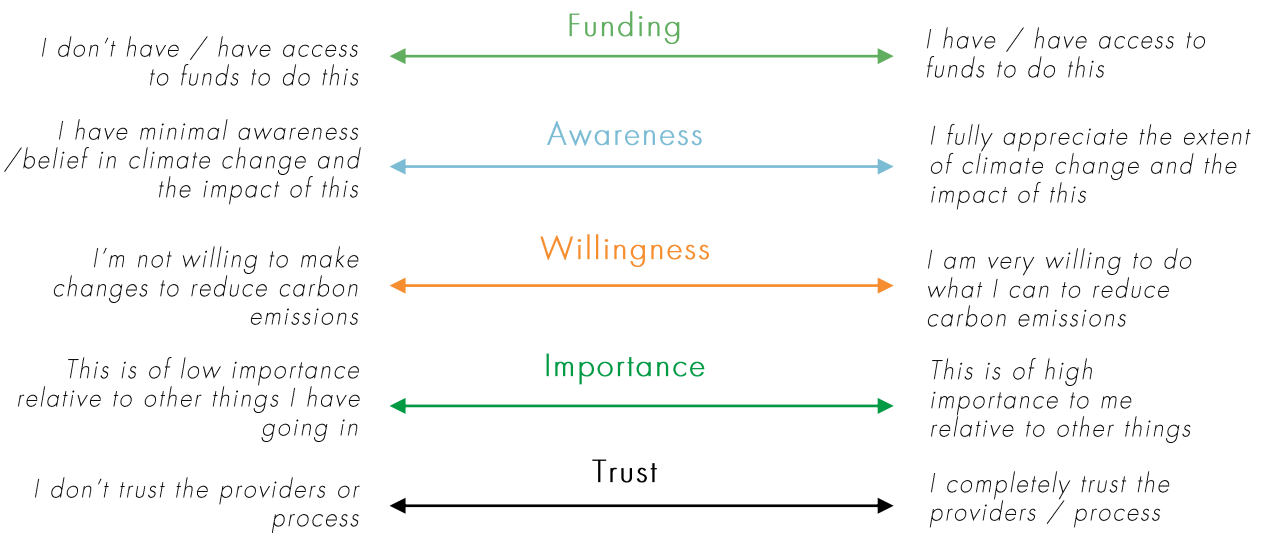 Funding
I don't have / have access
to funds to do this
I have / have access to
funds to do this
Awareness
I have minimal awareness
/belief in climate change and
the impact of this
I fully appreciate the extent
of climate change and the
impact of this
Willingness
I'm not willing to make
changes to reduce carbon
emissions
I am very willing to do
what I can to reduce
carbon emissions
Importance
This is of low importance
relative to other things I have
going in
This is of high
importance to me
relative to other things
Trust
I don't trust the providers or
process
I completely trust the
providers / process